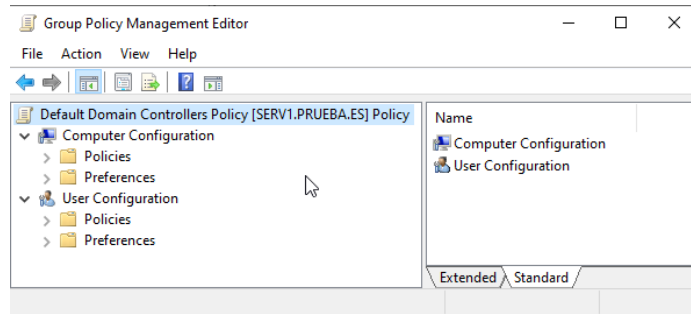 Group Policy Management Editor
File Action View Help
Default Domain Controllers Policy [SERV1.PRUEBA.ES] Policy
Computer Configuration
Policies
Preferences
User Configuration
Policies
Preferences
Name
Computer Configuration
User Configuration
Extended Standard